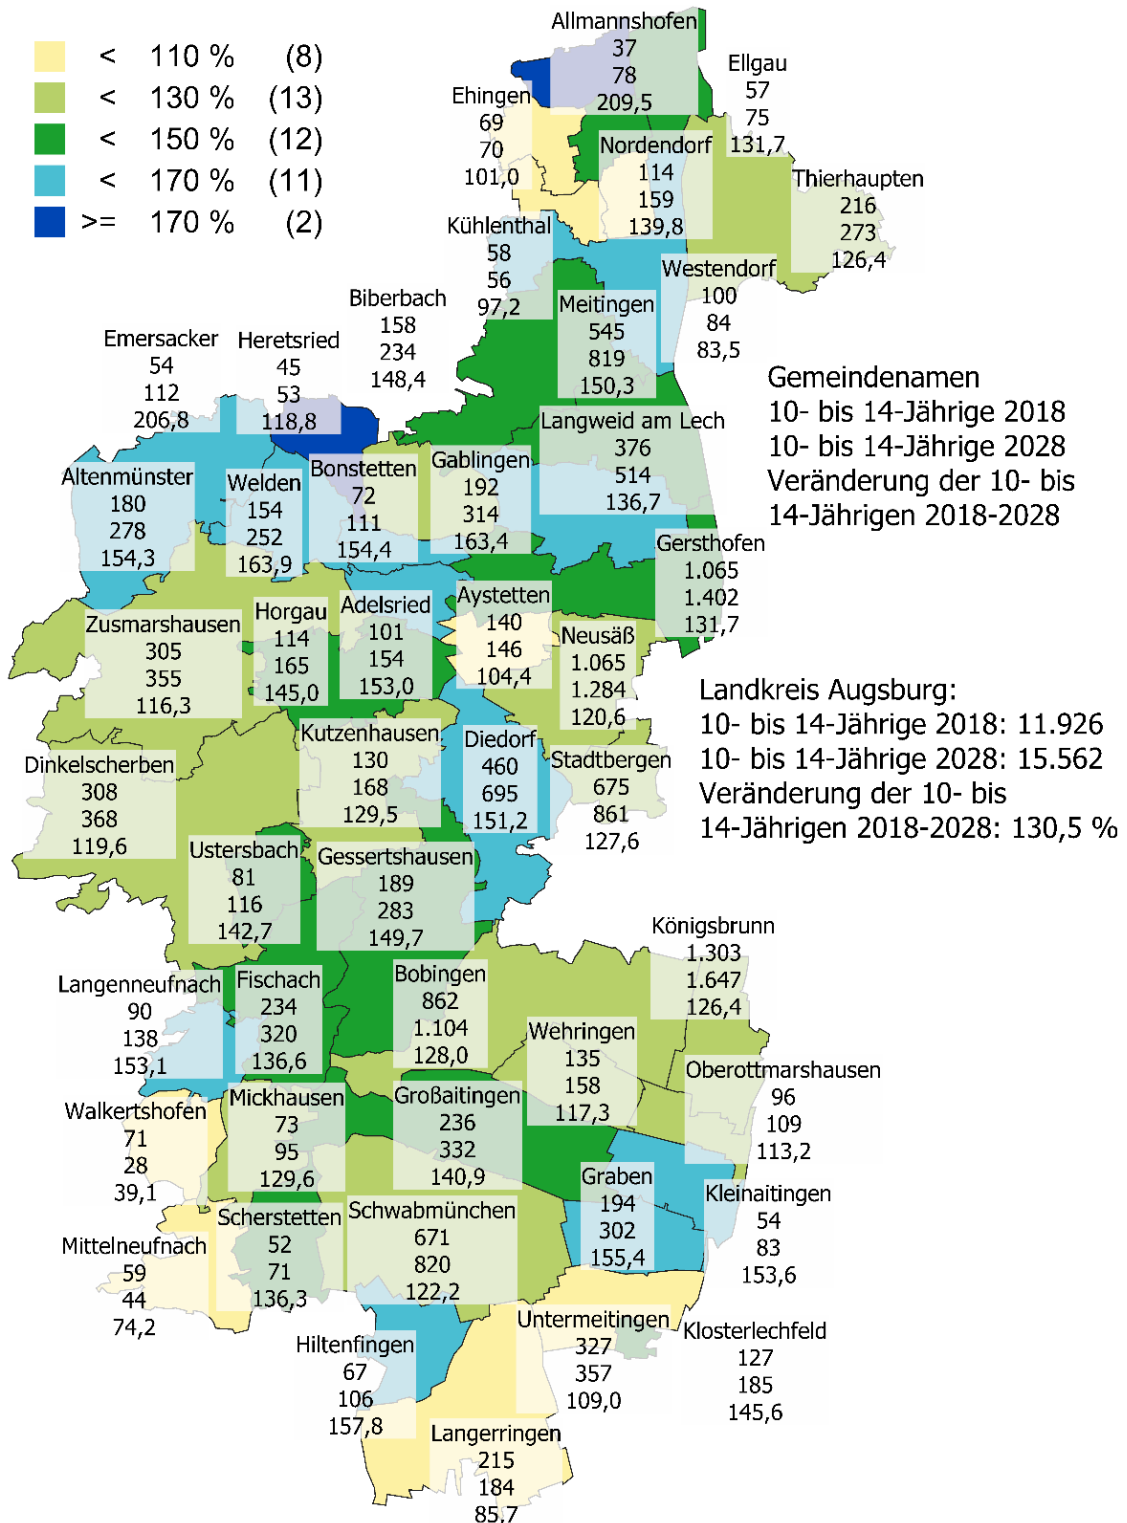 < 110 % (8)
< 130 % (13)
< 150 % (12)
< 170 % (11)
>= 170 % (2)
Allmannshofen
37
78
209,5
Ellgau
57
75
131,7
Ehingen
69
70
101,0
Nordendorf
114
159
139,8
Thierhaupten
216
273
126,4
Kühlenthal
58
56
97,2
Westendorf
100
84
83,5
Biberbach
158
234
148,4
Meitingen
545
819
150,3
Emersacker
54
112
206,8
Heretsried
45
53
118,8
Gemeindenamen
10- bis 14-Jährige 2018
10- bis 14-Jährige 2028
Veränderung der 10- bis
14-Jährigen 2018-2028
Langweid am Lech
376
514
136,7
Altenmünster
180
278
154,3
Welden
154
252
163,9
Bonstetten
72
111
154,4
Gablingen
192
314
163,4
Gersthofen
1.065
1.402
131,7
Zusmarshausen
305
355
116,3
Horgau
114
165
145,0
Adelsried
101
154
153,0
Aystetten
140
146
104,4
Neusäß
1.065
1.284
120,6
Landkreis Augsburg:
10- bis 14-Jährige 2018: 11.926
10- bis 14-Jährige 2028: 15.562
Veränderung der 10- bis
14-Jährigen 2018-2028: 130,5 %
Dinkelscherben
308
368
119,6
Kutzenhausen
130
168
129,5
Diedorf
460
695
151,2
Stadtbergen
675
861
127,6
Ustersbach
81
116
142,7
Gessertshausen
189
283
149,7
Königsbrunn
1.303
1.647
126,4
Langenneufnach
90
138
153,1
Fischach
234
320
136,6
Bobingen
862
1.104
128,0
Wehringen
135
158
117,3
Oberottmarshausen
96
109
113,2
Walkertshofen
71
28
39,1
Mickhausen
73
95
129,6
Großaitingen
236
332
140,9
Graben
194
302
155,4
Kleinaitingen
54
83
153,6
Mittelneufnach
59
44
74,2
Scherstetten
52
71
136,3
Schwabmünchen
671
820
122,2
Hiltenfingen
67
106
157,8
Untermeitingen
327
357
109,0
Klosterlechfeld
127
185
145,6
Langerringen
215
184
85,7